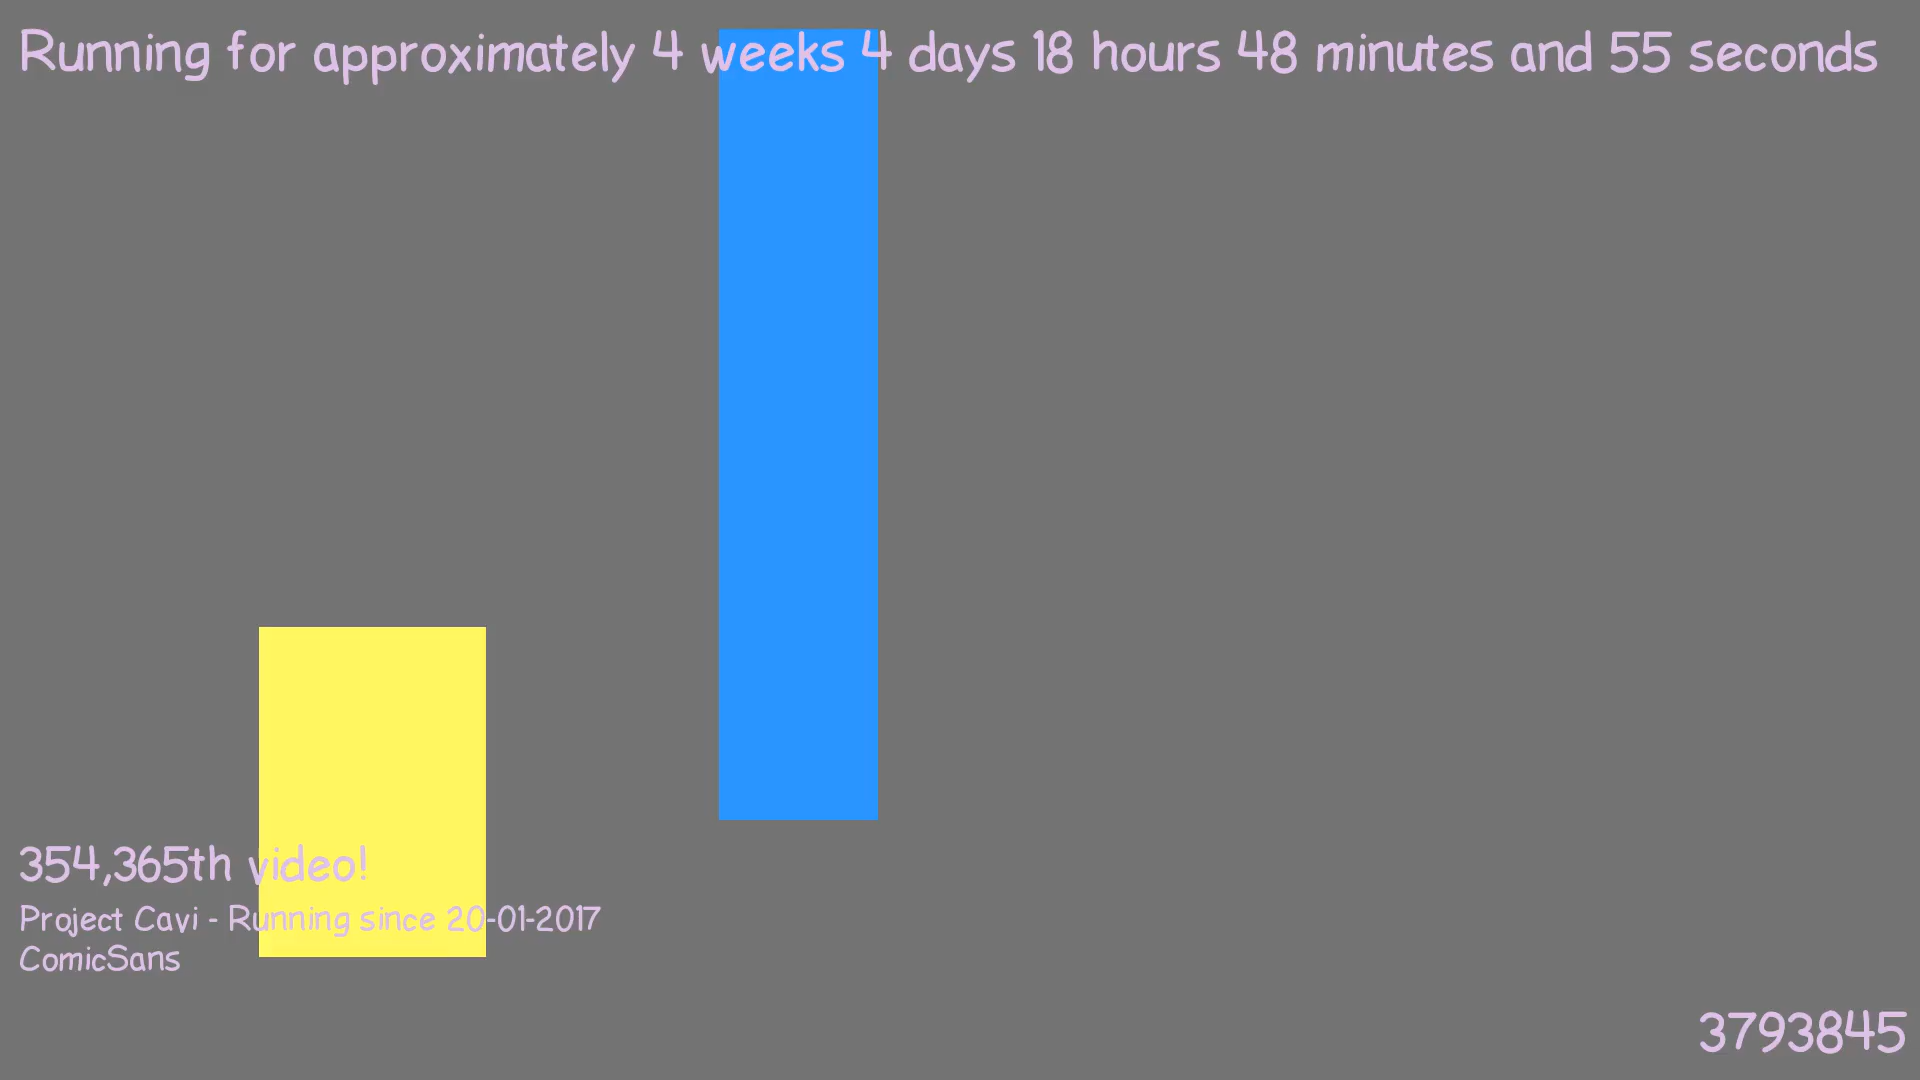 Running for approximately 4 weeks 4 days 18 hours 48 minutes and 55 seconds
354,365th video!
Project Cavi - Running since 20-01-2017
ComicSans
3793845